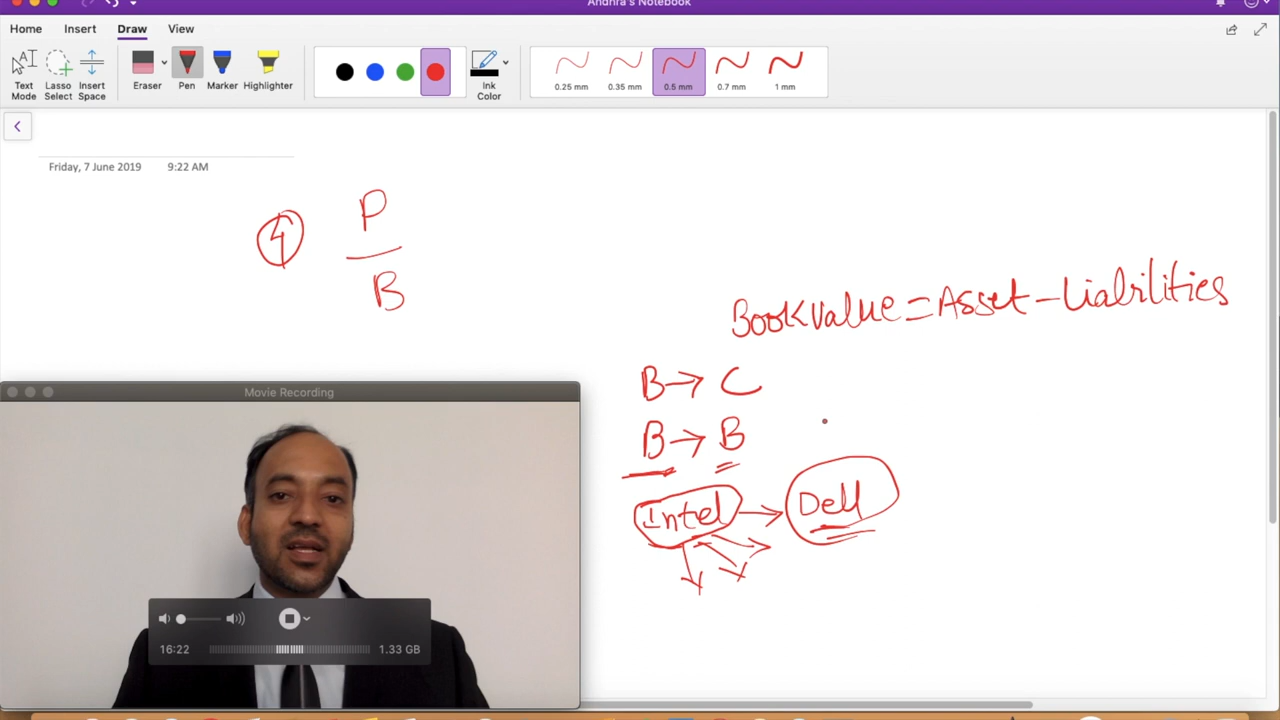 Andhra's Notebook
Home Insert Draw View
Text Mode
Lasso Select
Insert Space
Eraser
Pen
Marker
Highlighter
Ink Color
0.25 mm
0.35 mm
0.5 mm
0.7 mm
1 mm
Friday, 7 June 2019 9:22 AM
4 P
B
Bookvalue = Asset - Liabilities
B → C
B → B
Intel → Dell
Movie Recording
16:22 1.33 GB